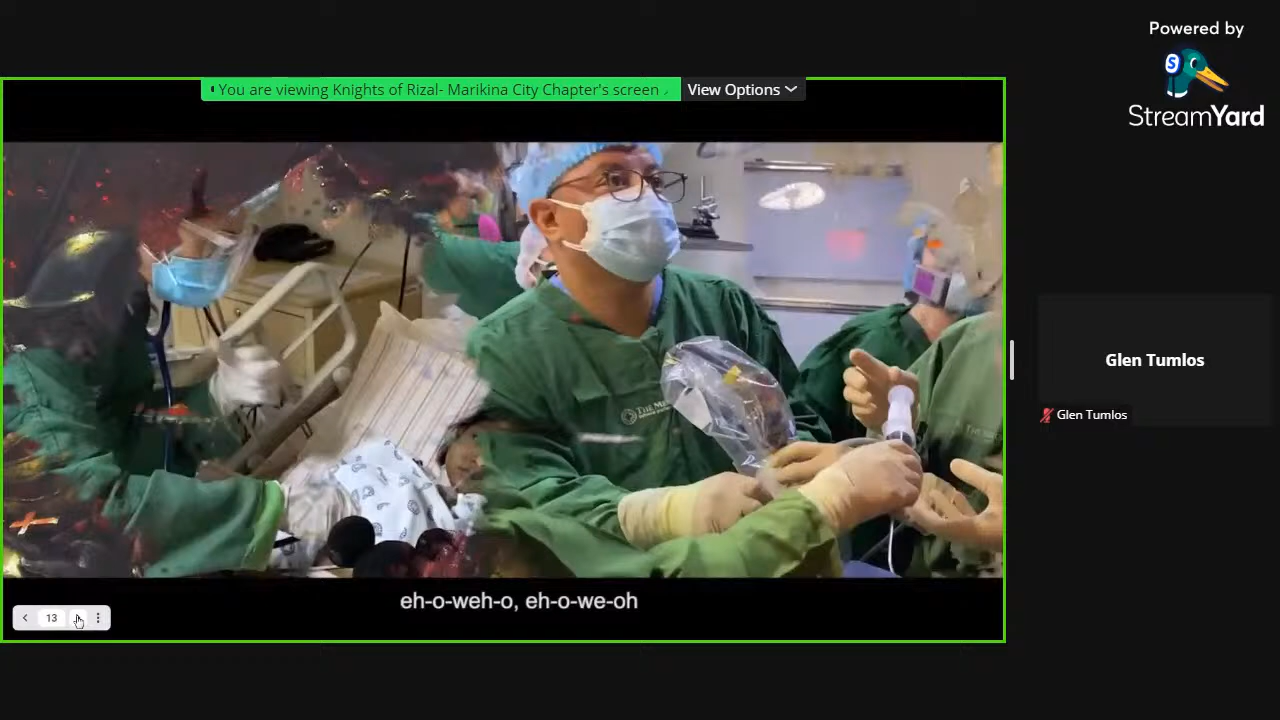 Powered by
StreamYard
You are viewing Knights of Rizal- Marikina City Chapter's screen
View Options
Glen Tumlos
Glen Tumlos
THE
eh-o-weh-o, eh-o-we-oh
13